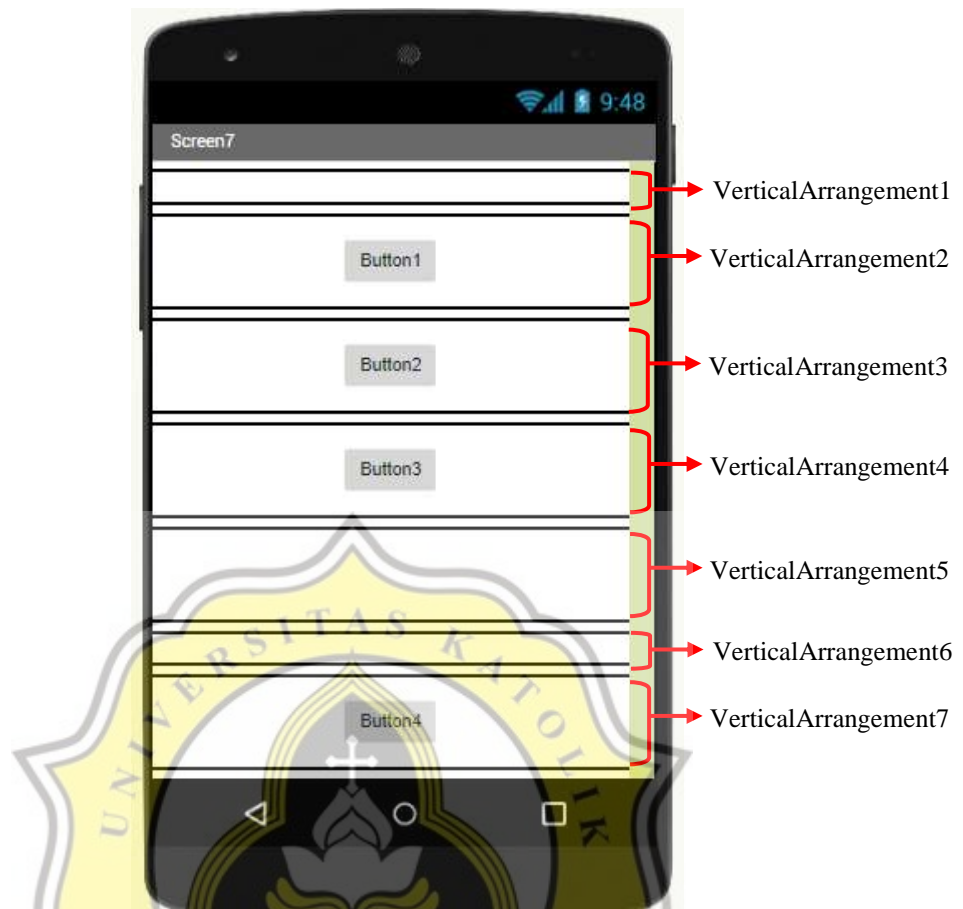 9:48
Screen7
VerticalArrangement1
Button1
VerticalArrangement2
Button2
VerticalArrangement3
Button3
VerticalArrangement4
VerticalArrangement5
UNIVERSITAS KATOLIK
VerticalArrangement6
Button4
VerticalArrangement7